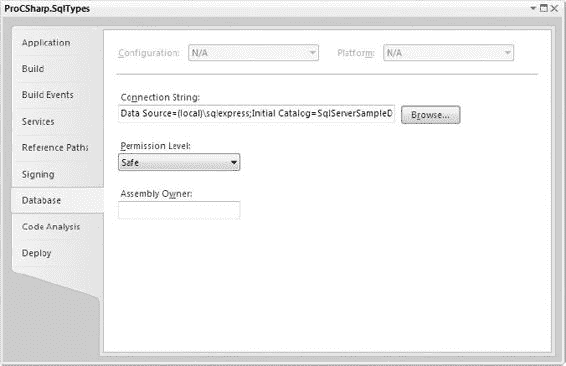 ProCSharp.SqlTypes
Application
Build
Build Events
Services
Reference Paths
Signing
Database
Code Analysis
Deploy
Configuration: N/A Platform: N/A
Connection String:
Data Source=(local)\sqlexpress;Initial Catalog=SqlServerSampleD Browse...
Permission Level:
Safe
Assembly Owner: